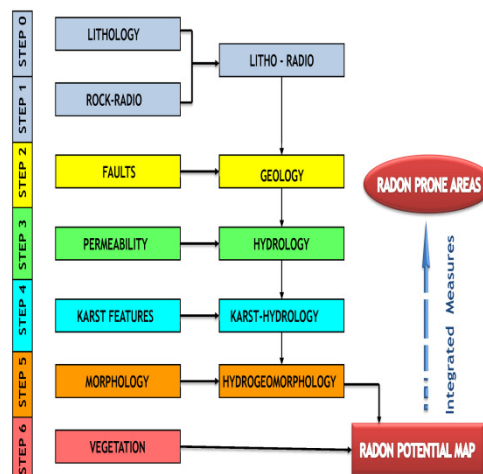 STEP 0
LITHOLOGY
LITHO - RADIO
STEP 1
ROCK-RADIO
STEP 2
FAULTS
GEOLOGY
RADON PRONE AREAS
STEP 3
PERMEABILITY
HYDROLOGY
STEP 4
KARST FEATURES
KARST-HYDROLOGY
Integrated Measures
STEP 5
MORPHOLOGY
HYDROGEOMORPHOLOGY
STEP 6
VEGETATION
RADON POTENTIAL MAP